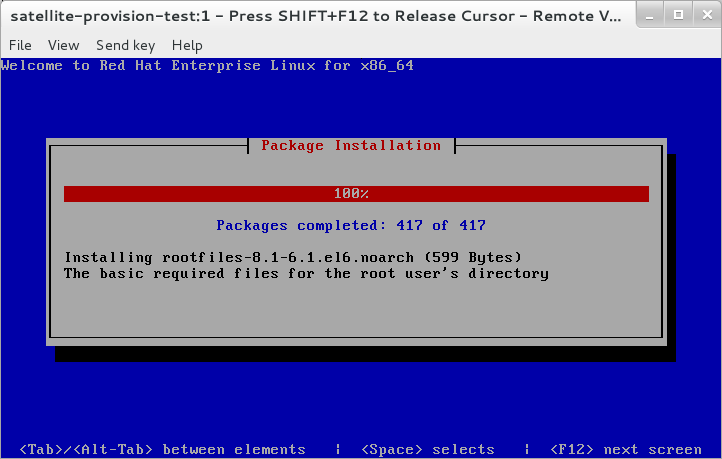 satellite-provision-test:1 - Press SHIFT+F12 to Release Cursor - Remote V...
File View Send key Help
Welcome to Red Hat Enterprise Linux for x86_64
Package Installation
100%
Packages completed: 417 of 417
Installing rootfiles-8.1-6.1.el6.noarch (599 Bytes)
The basic required files for the root user's directory
<Tab>/<Alt-Tab> between elements | <Space> selects | <F12> next screen